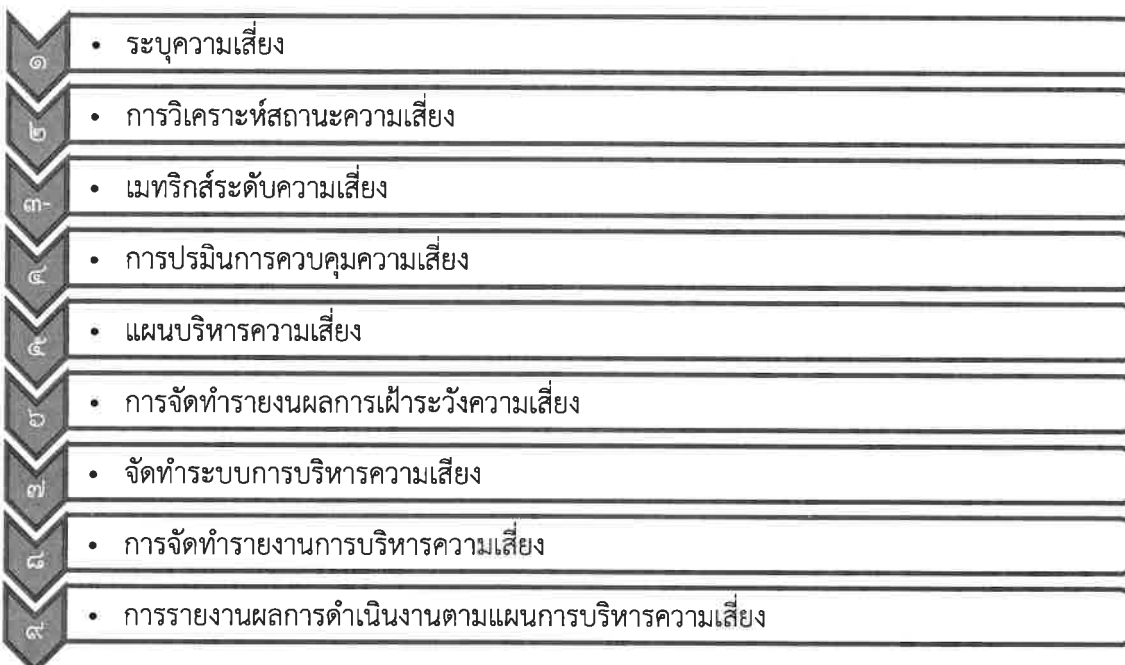 ๑ • ระบุความเสี่ยง
๒ • การวิเคราะห์สถานะความเสี่ยง
๓- • เมทริกส์ระดับความเสี่ยง
๔ • การปรมินการควบคุมความเสี่ยง
๕ • แผนบริหารความเสี่ยง
๖ • การจัดทำรายงนผลการเฝ้าระวังความเสี่ยง
๗ • จัดทำระบบการบริหารความเสียง
๘ • การจัดทำรายงานการบริหารความเสี่ยง
๙ • การรายงานผลการดำเนินงานตามแผนการบริหารความเสี่ยง